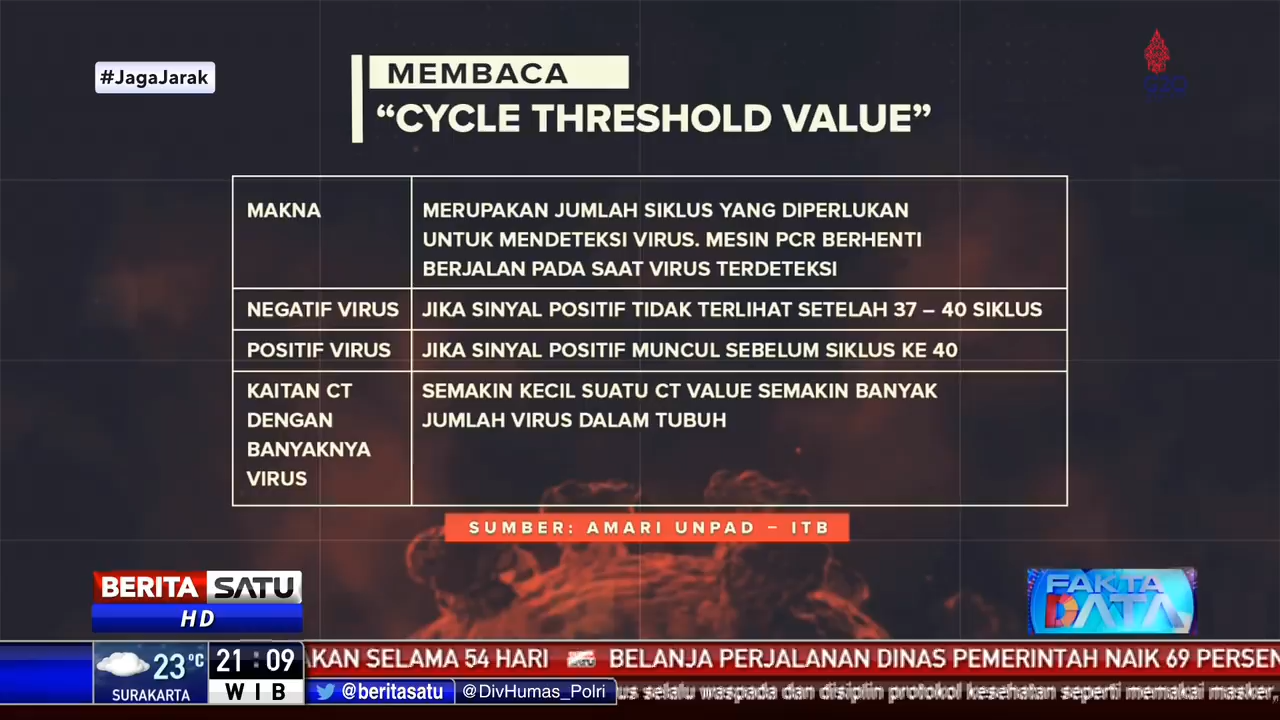 #JagaJarak
MEMBACA
“CYCLE THRESHOLD VALUE”
MAKNA
MERUPAKAN JUMLAH SIKLUS YANG DIPERLUKAN
UNTUK MENDETEKSI VIRUS. MESIN PCR BERHENTI
BERJALAN PADA SAAT VIRUS TERDETEKSI
NEGATIF VIRUS
JIKA SINYAL POSITIF TIDAK TERLIHAT SETELAH 37 – 40 SIKLUS
POSITIF VIRUS
JIKA SINYAL POSITIF MUNCUL SEBELUM SIKLUS KE 40
KAITAN CT
DENGAN
BANYAKNYA
VIRUS
SEMAKIN KECIL SUATU CT VALUE SEMAKIN BANYAK
JUMLAH VIRUS DALAM TUBUH
SUMBER: AMARI UNPAD – ITB
BERITA SATU
HD
FAKTA
DATA
23°C
SURAKARTA
21:09
WIB
AKAN SELAMA 54 HARI
BELANJA PERJALANAN DINAS PEMERINTAH NAIK 69 PERSEN
@beritasatu
@DivHumas_Polri
us selalu waspada dan disiplin protokol kesehatan seperti memakai masker,